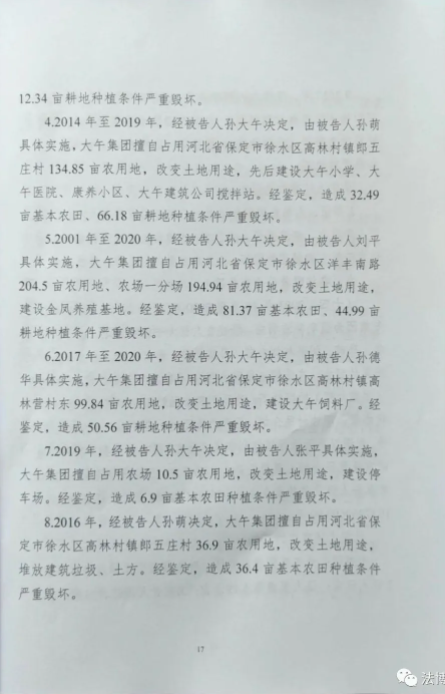 12.34 亩耕地种植条件严重毁坏。
4.2014 年至 2019 年，经被告人孙大午决定，由被告人孙萌
具体实施，大午集团擅自占用河北省保定市徐水区高林村镇郎五
庄村 134.85 亩农用地，改变土地用途，先后建设大午小学、大
午医院、康养小区、大午建筑公司搅拌站。经鉴定，造成 32.49
亩基本农田、66.18 亩耕地种植条件严重毁坏。
5.2001 年至 2020 年，经被告人孙大午决定，由被告人刘平
具体实施，大午集团擅自占用河北省保定市徐水区洋丰南路
204.5 亩农用地、农场一分场 194.94 亩农用地，改变土地用途，
建设金凤养殖基地。经鉴定，造成 81.37 亩基本农田、44.99 亩
耕地种植条件严重毁坏。
6.2017 年至 2020 年，经被告人孙大午决定，由被告人孙德
华具体实施，大午集团擅自占用河北省保定市徐水区高林村镇高
林营村东 99.84 亩农用地，改变土地用途，建设大午饲料厂。经
鉴定，造成 50.56 亩耕地种植条件严重毁坏。
7.2019 年，经被告人孙大午决定，由被告人张平具体实施，
大午集团擅自占用农场 10.5 亩农用地，改变土地用途，建设停
车场。经鉴定，造成 6.9 亩基本农田种植条件严重毁坏。
8.2016 年，经被告人孙萌决定，大午集团擅自占用河北省保
定市徐水区高林村镇郎五庄村 36.9 亩农用地，改变土地用途，
堆放建筑垃圾、土方。经鉴定，造成 36.4 亩基本农田种植条件
严重毁坏。
17